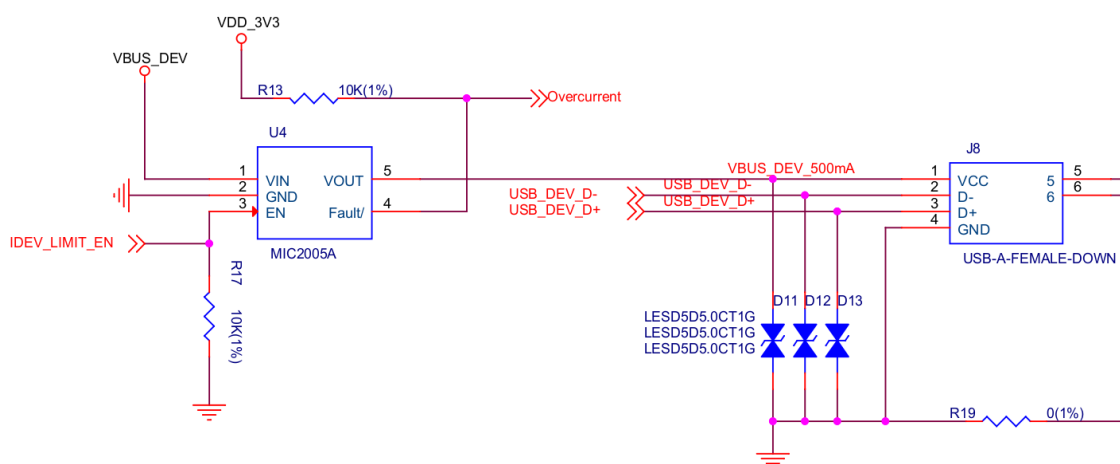 VDD_3V3
VBUS_DEV
R13 10K(1%)
Overcurrent
U4
1 VIN VOUT 5
2 GND
3 EN Fault/ 4
MIC2005A
IDEV_LIMIT_EN
R17
10K(1%)
VBUS_DEV_500mA
USB_DEV_D- USB_DEV_D-
USB_DEV_D+ USB_DEV_D+
J8
1 VCC 5 5
2 D- 6 6
3 D+
4 GND
USB-A-FEMALE-DOWN
D11 D12 D13
LESD5D5.0CT1G
LESD5D5.0CT1G
LESD5D5.0CT1G
R19 0(1%)